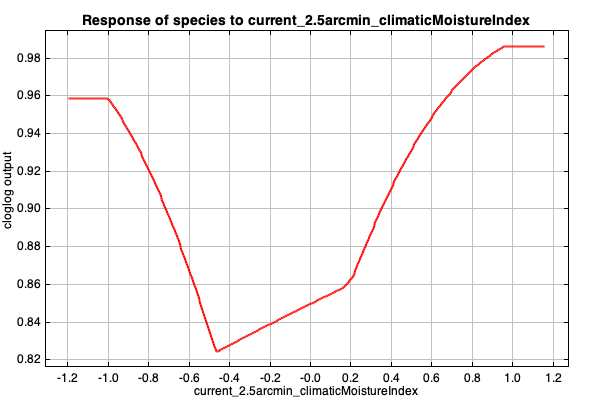 Response of species to current_2.5arcmin_climaticMoistureIndex
cloglog output
0.98
0.96
0.94
0.92
0.90
0.88
0.86
0.84
0.82
-1.2 -1.0 -0.8 -0.6 -0.4 -0.2 -0.0 0.2 0.4 0.6 0.8 1.0 1.2
current_2.5arcmin_climaticMoistureIndex